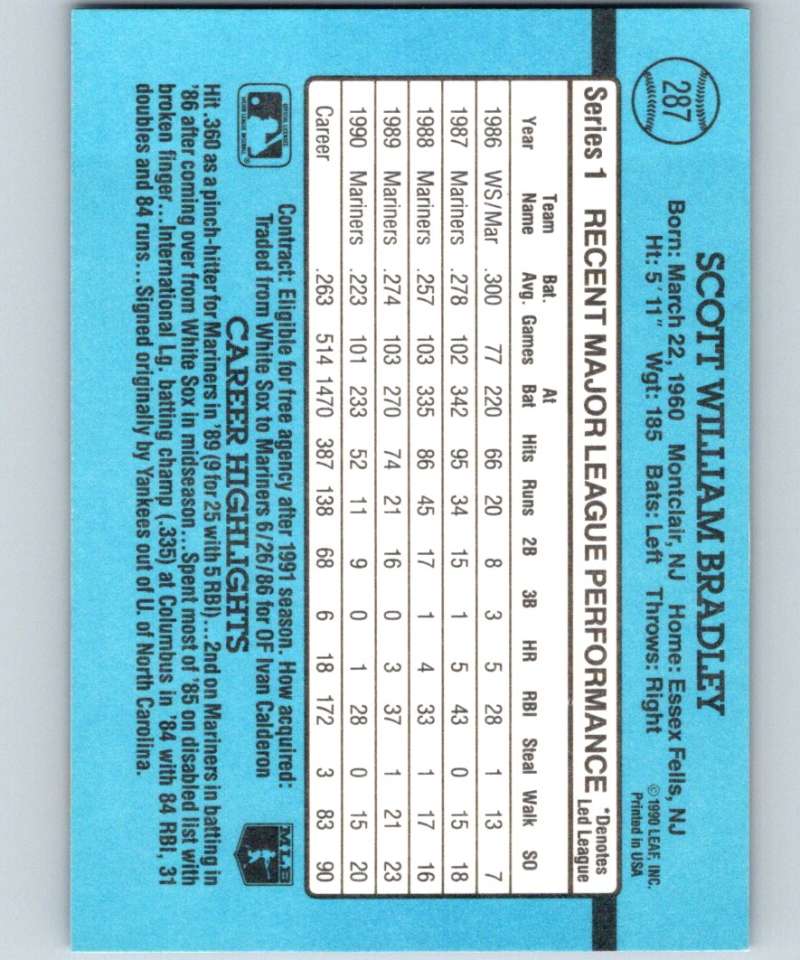 287
SCOTT WILLIAM BRADLEY
Born: March 22, 1960 Montclair, NJ Home: Essex Fells, NJ
Ht: 5' 11" Wgt: 185 Bats: Left Throws: Right
©1990 LEAF, INC.
Printed in USA
Series 1 RECENT MAJOR LEAGUE PERFORMANCE *Denotes Led League
Year Team Name Bat. Avg. Games At Bat Hits Runs 2B 3B HR RBI Steal Walk SO
1986 WS/Mar .300 77 220 66 20 8 3 5 28 1 13 7
1987 Mariners .278 102 342 95 34 15 1 5 43 0 15 18
1988 Mariners .257 103 335 86 45 17 1 4 33 1 17 16
1989 Mariners .274 103 270 74 21 16 0 3 37 1 21 23
1990 Mariners .223 101 233 52 11 9 0 1 28 0 15 20
Career .263 514 1470 387 138 68 6 18 172 3 83 90
OFFICIAL LICENSEE
MAJOR LEAGUE BASEBALL
®
Contract: Eligible for free agency after 1991 season. How acquired:
Traded from White Sox to Mariners 6/26/86 for OF Ivan Calderon
MLB
CAREER HIGHLIGHTS
Hit .360 as a pinch-hitter for Mariners in '89 (9 for 25 with 5 RBI)...2nd on Mariners in batting in
'86 after coming over from White Sox in midseason...Spent most of '85 on disabled list with
broken finger...International Lg. batting champ (.335) at Columbus in '84 with 84 RBI, 31
doubles and 84 runs...Signed originally by Yankees out of U. of North Carolina.